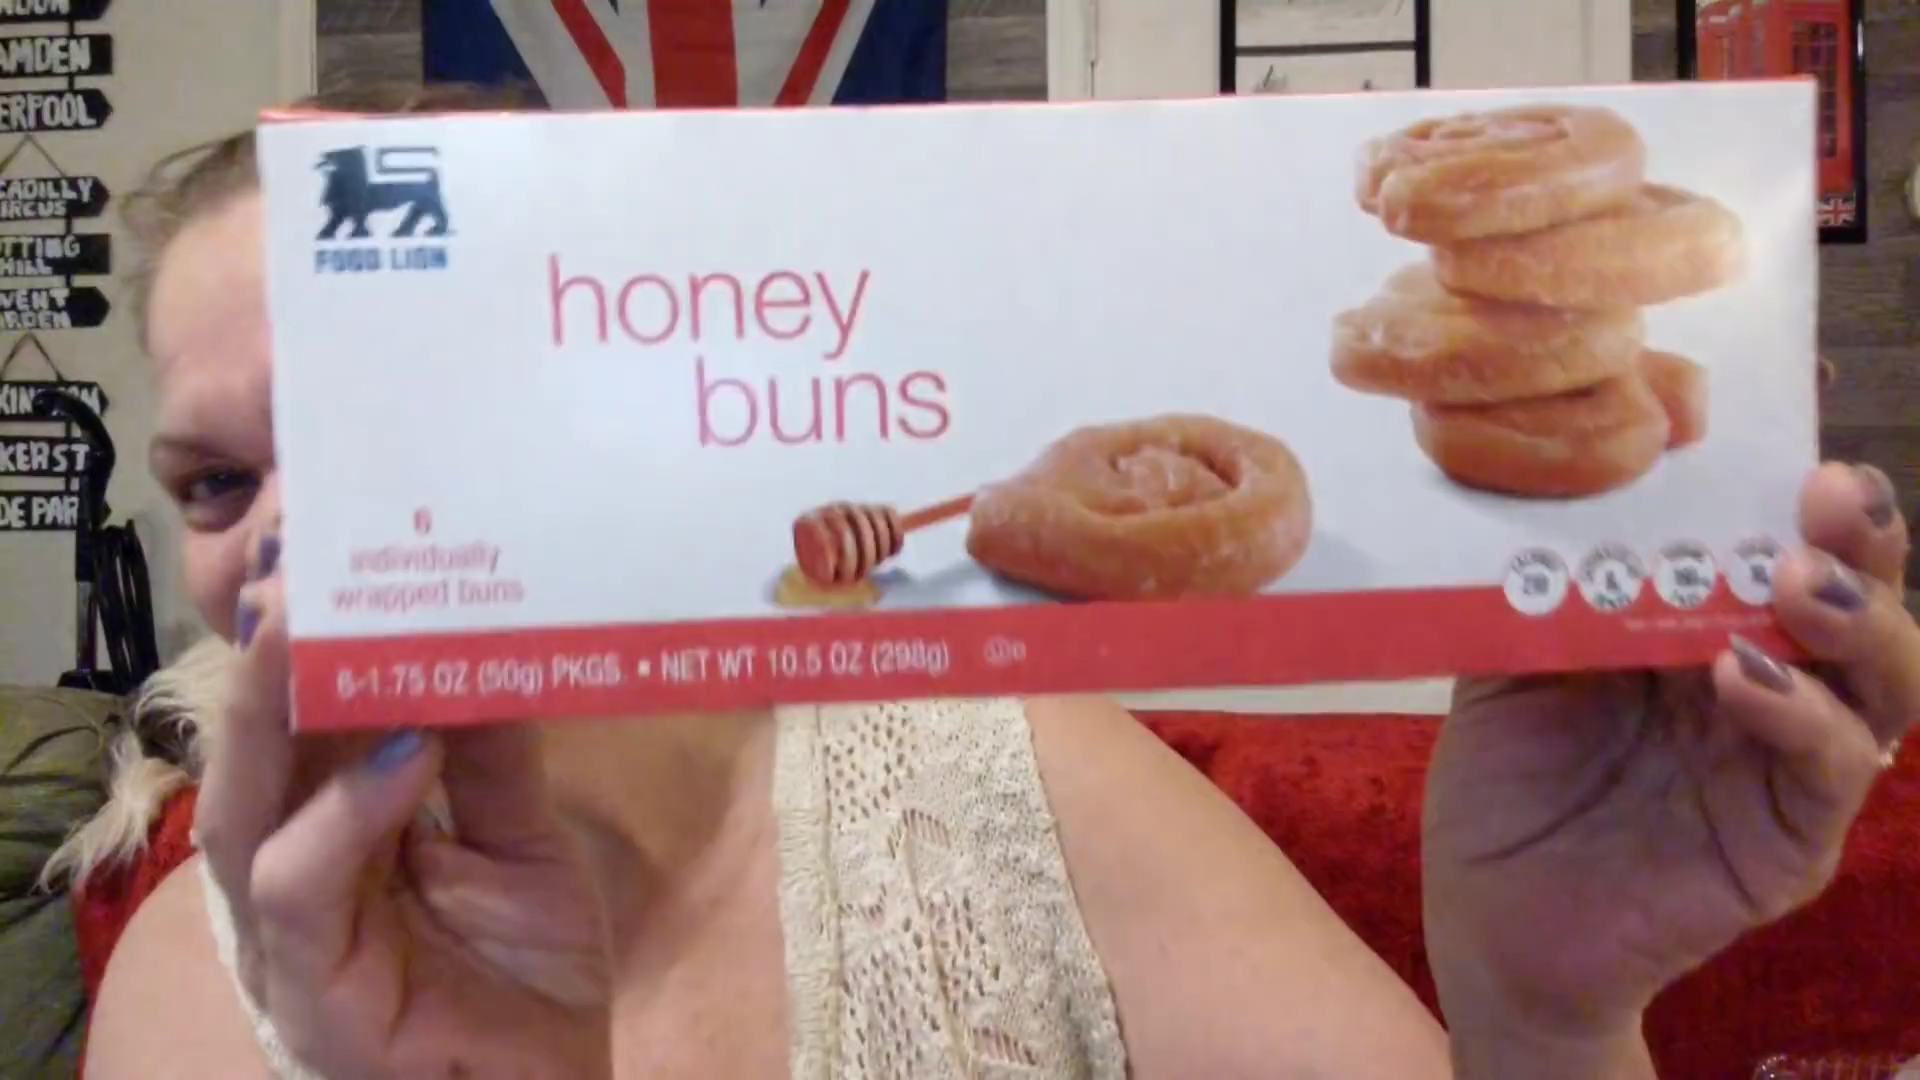 AMDEN
ERPOOL
CADILLY
IRCUS
TTING
HILL
VENT
RDEN
KERST
DE PAR
FOOD LION
honey
buns
6
individually
wrapped buns
6-1.75 OZ (50g) PKGS. • NET WT 10.5 OZ (298g)